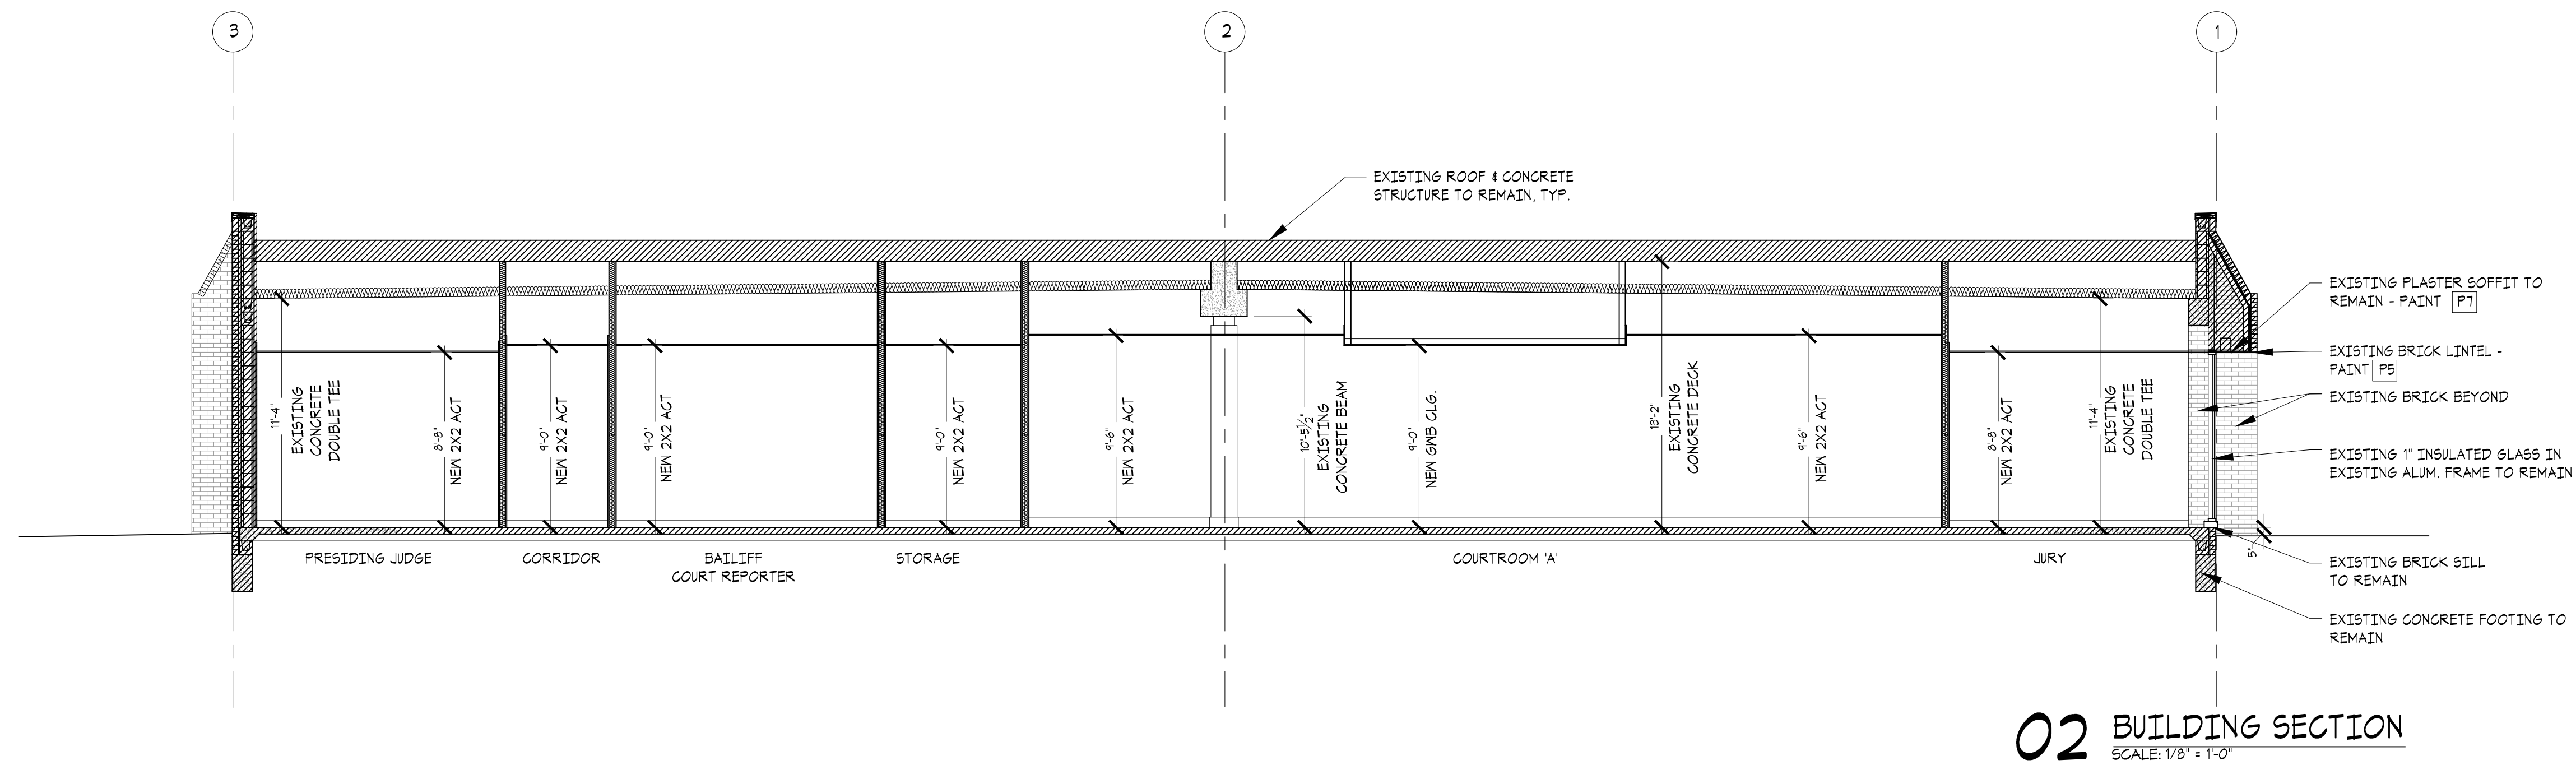 3
2
1
EXISTING ROOF & CONCRETE
STRUCTURE TO REMAIN, TYP.
EXISTING PLASTER SOFFIT TO
REMAIN - PAINT P7
EXISTING BRICK LINTEL -
PAINT P5
EXISTING BRICK BEYOND
EXISTING 1" INSULATED GLASS IN
EXISTING ALUM. FRAME TO REMAIN
EXISTING BRICK SILL
TO REMAIN
EXISTING CONCRETE FOOTING TO
REMAIN
11'-4"
EXISTING
CONCRETE
DOUBLE TEE
8'-8"
NEW 2X2 ACT
9'-0"
NEW 2X2 ACT
9'-0"
NEW 2X2 ACT
9'-0"
NEW 2X2 ACT
9'-6"
NEW 2X2 ACT
10'-5 1/2"
EXISTING
CONCRETE BEAM
9'-0"
NEW GWB CLG.
13'-2"
EXISTING
CONCRETE DECK
9'-6"
NEW 2X2 ACT
8'-8"
NEW 2X2 ACT
11'-4"
EXISTING
CONCRETE
DOUBLE TEE
5"
PRESIDING JUDGE
CORRIDOR
BAILIFF
COURT REPORTER
STORAGE
COURTROOM 'A'
JURY
02 BUILDING SECTION
SCALE: 1/8" = 1'-0"